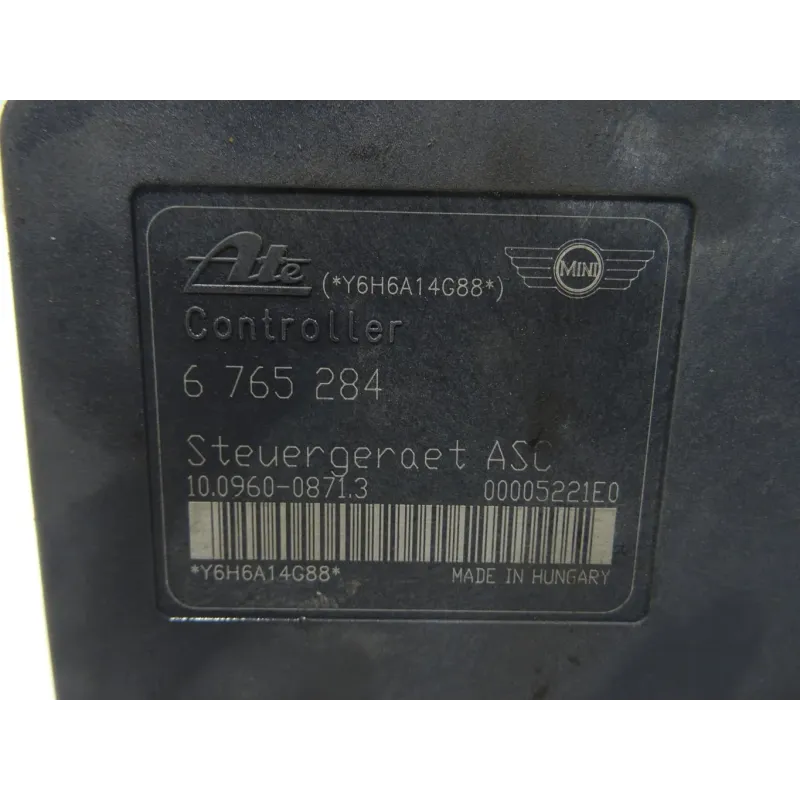 Ate (*Y6H6A14G88*) MINI
Controller
6 765 284
Steuergeraet ASC
10.0960-0871.3 00005221E0
*Y6H6A14G88* MADE IN HUNGARY